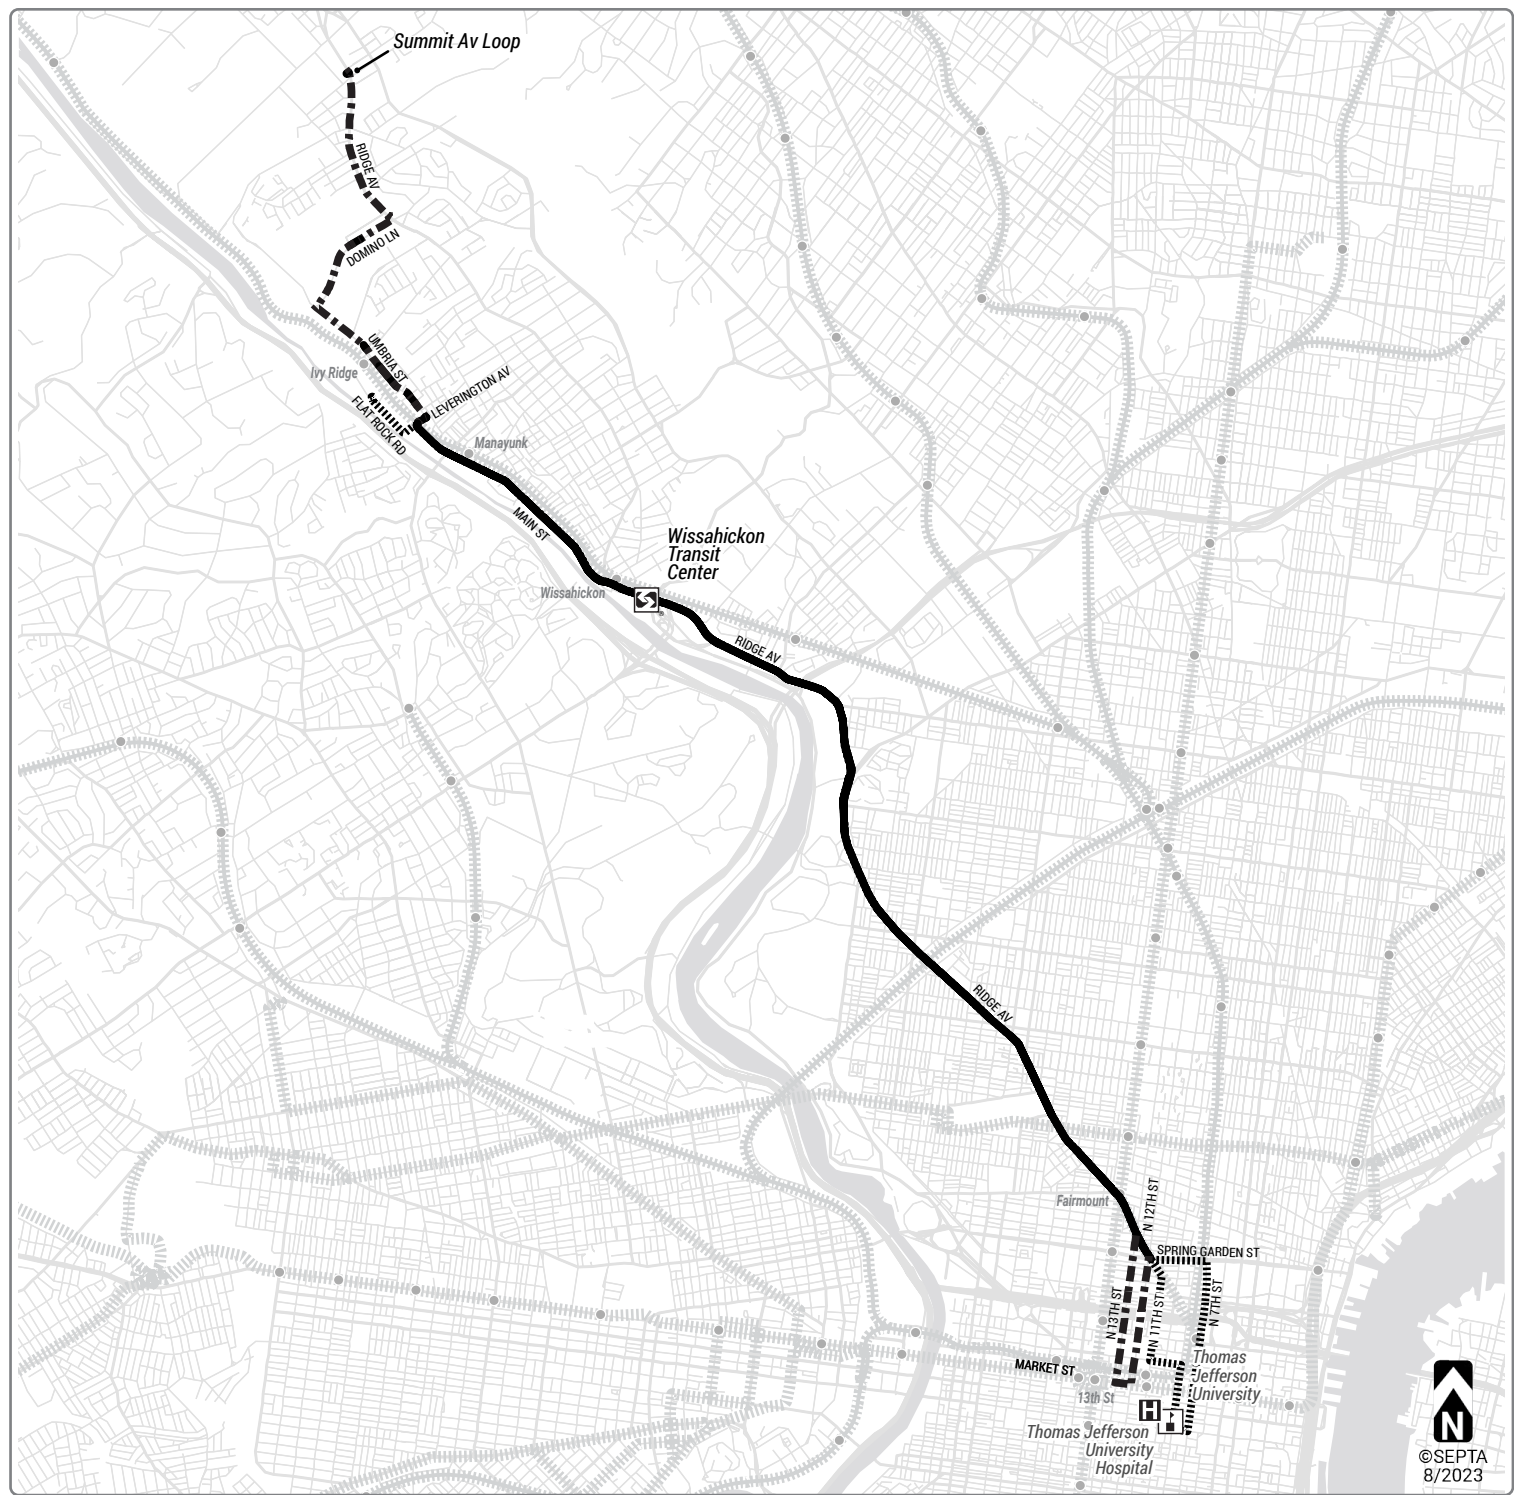 Summit Av Loop
RIDGE AV
DOMINO LN
UMBRIA ST
Ivy Ridge
LEVERINGTON AV
FLAT ROCK RD
Manayunk
MAIN ST
Wissahickon
Transit
Center
Wissahickon
RIDGE AV
RIDGE AV
Fairmount
N 12TH ST
SPRING GARDEN ST
N 13TH ST
N 11TH ST
N 7TH ST
MARKET ST
13th St
Thomas
Jefferson
University
H
Thomas Jefferson
University
Hospital
N
©SEPTA
8/2023